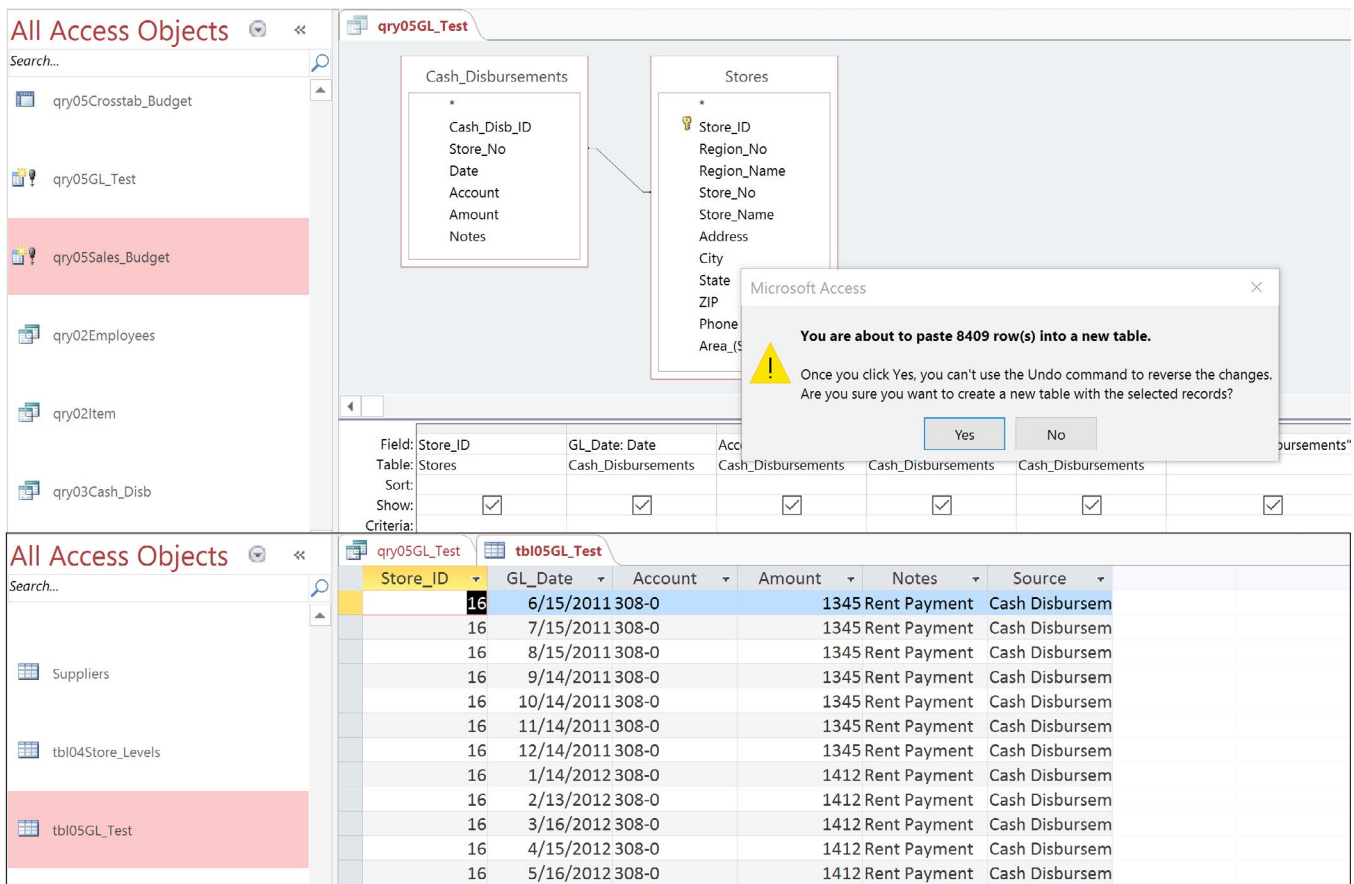 All Access Objects
Search...
qry05Crosstab_Budget
qry05GL_Test
qry05Sales_Budget
qry02Employees
qry02Item
qry03Cash_Disb
qry05GL_Test
Cash_Disbursements
*
Cash_Disb_ID
Store_No
Date
Account
Amount
Notes
Stores
*
Store_ID
Region_No
Region_Name
Store_No
Store_Name
Address
City
State
ZIP
Phone
Area_(S
Microsoft Access
You are about to paste 8409 row(s) into a new table.
Once you click Yes, you can't use the Undo command to reverse the changes.
Are you sure you want to create a new table with the selected records?
Yes No
Field: Store_ID GL_Date: Date Acc bursements"
Table: Stores Cash_Disbursements Cash_Disbursements Cash_Disbursements Cash_Disbursements
Sort:
Show:
Criteria:
All Access Objects
Search...
Suppliers
tbl04Store_Levels
tbl05GL_Test
qry05GL_Test tbl05GL_Test
Store_ID GL_Date Account Amount Notes Source
16 6/15/2011 308-0 1345 Rent Payment Cash Disbursem
16 7/15/2011 308-0 1345 Rent Payment Cash Disbursem
16 8/15/2011 308-0 1345 Rent Payment Cash Disbursem
16 9/14/2011 308-0 1345 Rent Payment Cash Disbursem
16 10/14/2011 308-0 1345 Rent Payment Cash Disbursem
16 11/14/2011 308-0 1345 Rent Payment Cash Disbursem
16 12/14/2011 308-0 1345 Rent Payment Cash Disbursem
16 1/14/2012 308-0 1412 Rent Payment Cash Disbursem
16 2/13/2012 308-0 1412 Rent Payment Cash Disbursem
16 3/16/2012 308-0 1412 Rent Payment Cash Disbursem
16 4/15/2012 308-0 1412 Rent Payment Cash Disbursem
16 5/16/2012 308-0 1412 Rent Payment Cash Disbursem